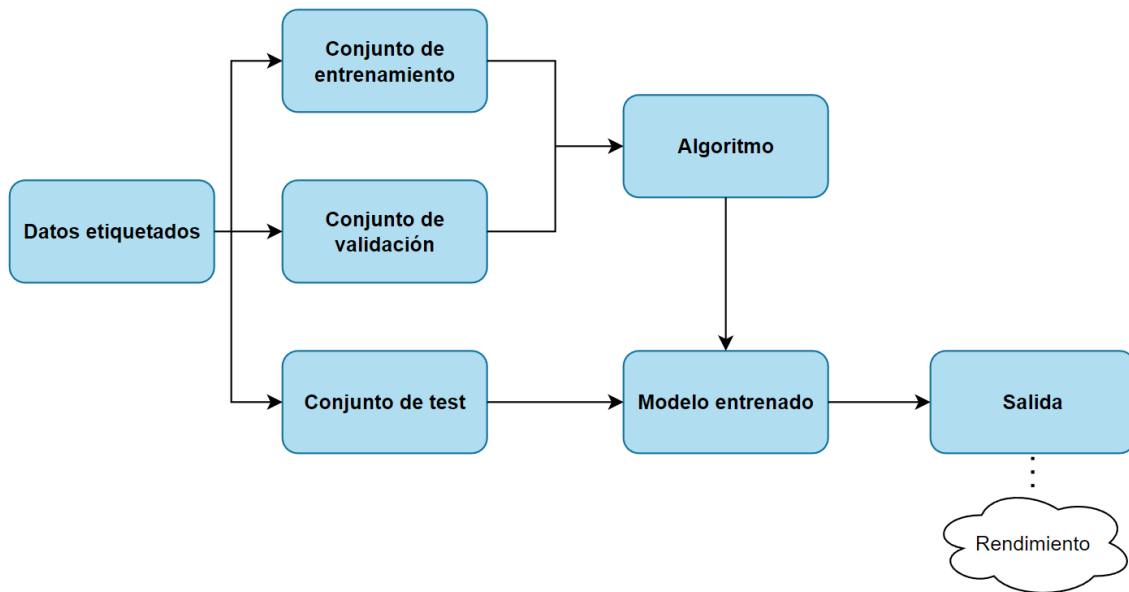 Conjunto de
entrenamiento
Algoritmo
Datos etiquetados
Conjunto de
validación
Conjunto de test
Modelo entrenado
Salida
Rendimiento